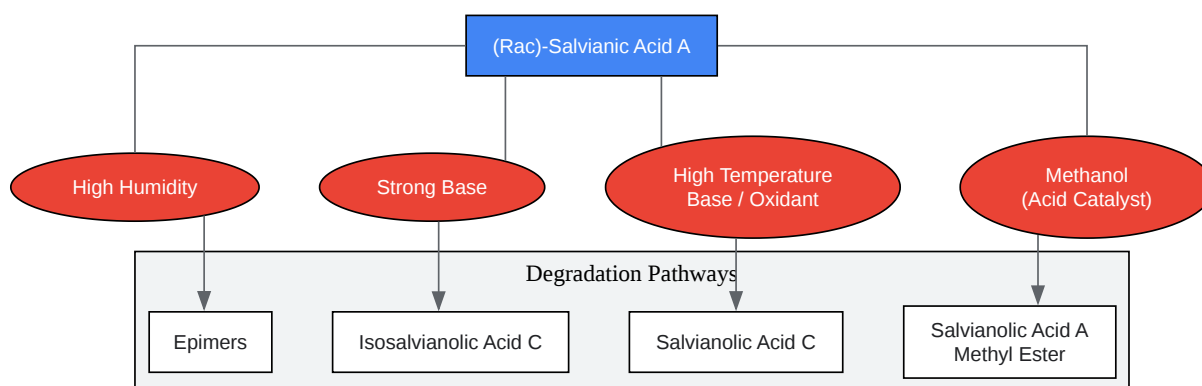 (Rac)-Salvianic Acid A
High Humidity
Strong Base
High Temperature
Base / Oxidant
Methanol
(Acid Catalyst)
Degradation Pathways
Epimers
Isosalvianolic Acid C
Salvianolic Acid C
Salvianolic Acid A
Methyl Ester